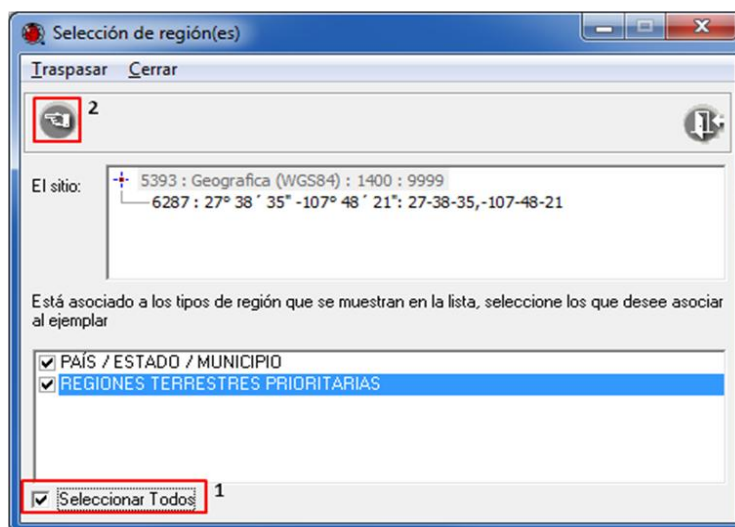 Selección de región(es)
Traspasar Cerrar
2
El sitio:
5393 : Geografica (WGS84) : 1400 : 9999
6287 : 27º 38 ´ 35" -107º 48 ´ 21": 27-38-35,-107-48-21
Está asociado a los tipos de región que se muestran en la lista, seleccione los que desee asociar
al ejemplar
PAÍS / ESTADO / MUNICIPIO
REGIONES TERRESTRES PRIORITARIAS
Seleccionar Todos
1